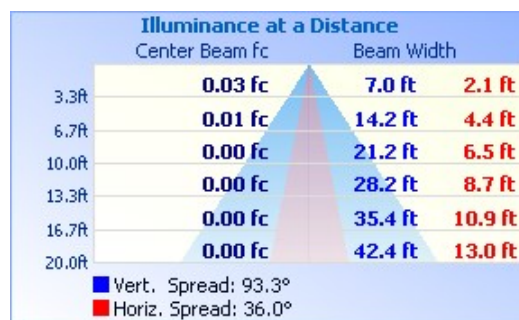 Illuminance at a Distance
Center Beam fc Beam Width
3.3ft 0.03 fc 7.0 ft 2.1 ft
6.7ft 0.01 fc 14.2 ft 4.4 ft
10.0ft 0.00 fc 21.2 ft 6.5 ft
13.3ft 0.00 fc 28.2 ft 8.7 ft
16.7ft 0.00 fc 35.4 ft 10.9 ft
20.0ft 0.00 fc 42.4 ft 13.0 ft
Vert. Spread: 93.3°
Horiz. Spread: 36.0°